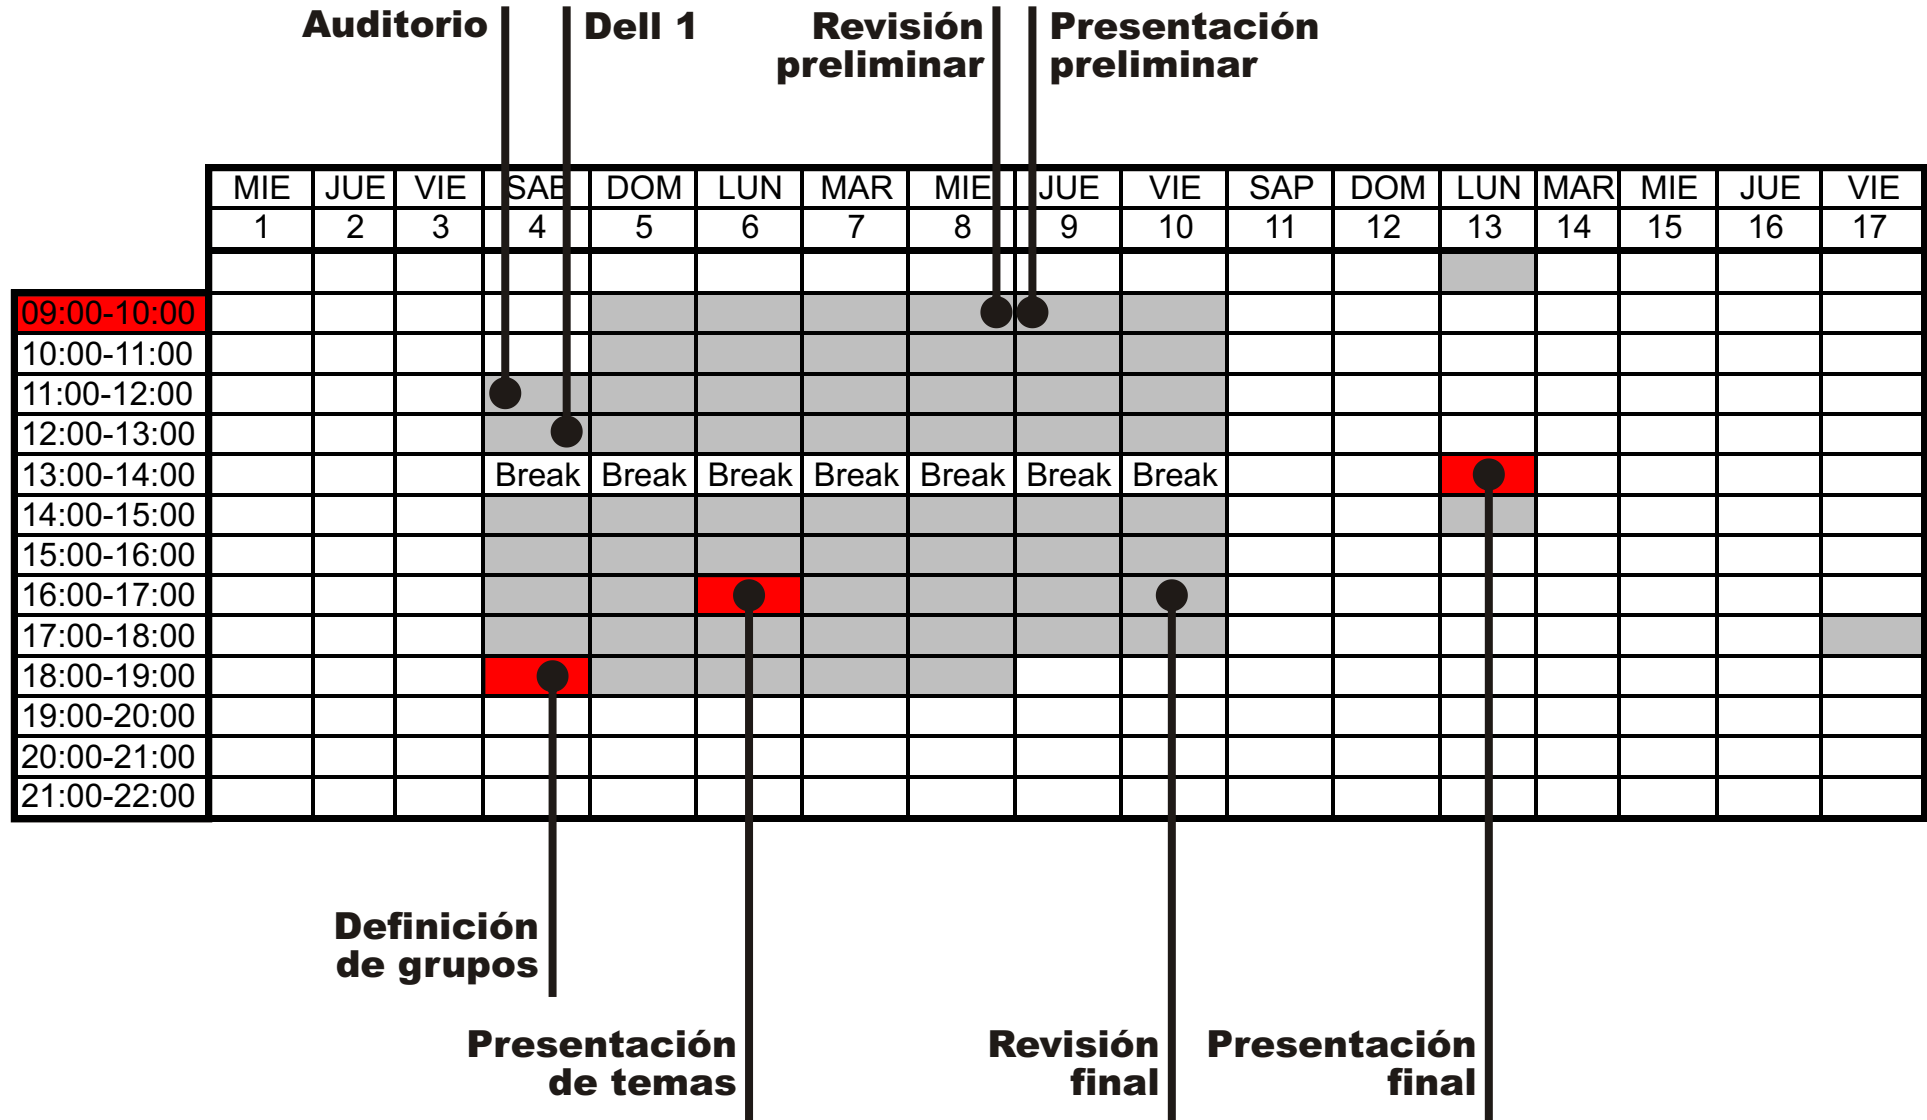 Auditorio
Dell 1
Revisión
preliminar
Presentación
preliminar
MIE JUE VIE SAB DOM LUN MAR MIE JUE VIE SAP DOM LUN MAR MIE JUE VIE
1 2 3 4 5 6 7 8 9 10 11 12 13 14 15 16 17
09:00-10:00
10:00-11:00
11:00-12:00
12:00-13:00
13:00-14:00 Break Break Break Break Break Break Break
14:00-15:00
15:00-16:00
16:00-17:00
17:00-18:00
18:00-19:00
19:00-20:00
20:00-21:00
21:00-22:00
Definición
de grupos
Presentación
de temas
Revisión
final
Presentación
final